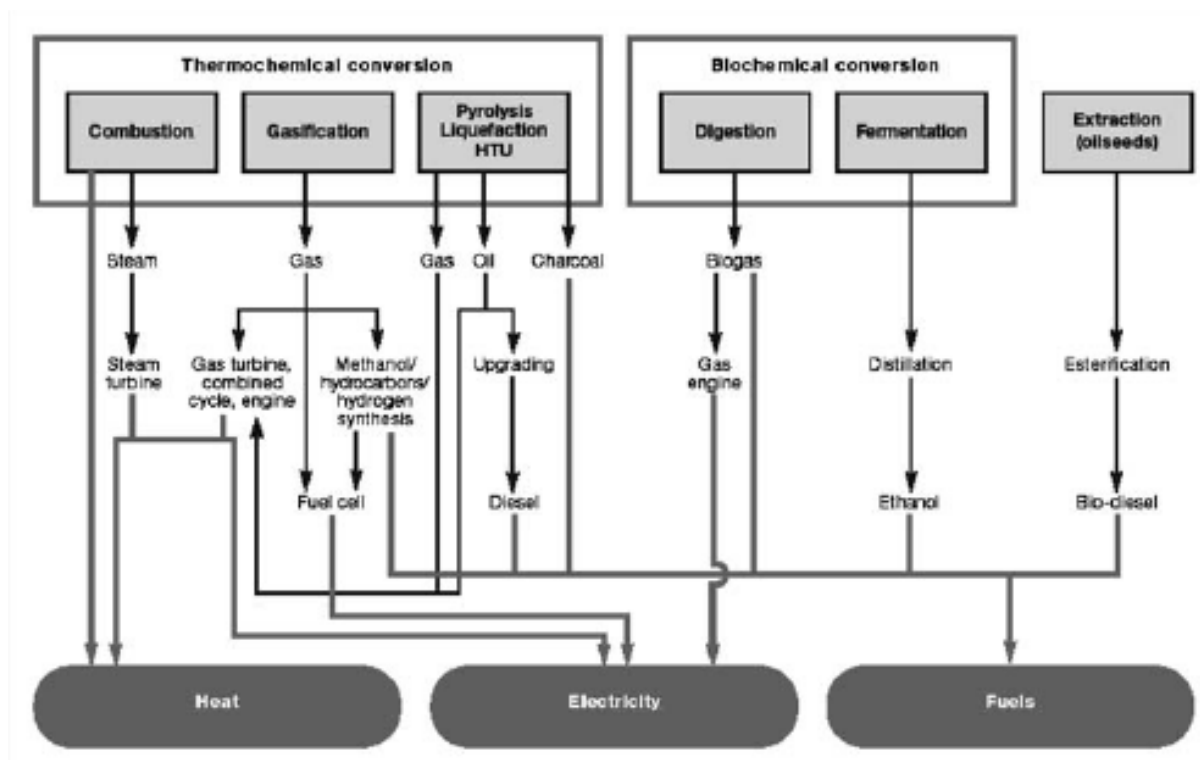 Thermochemical conversion
Biochemical conversion
Combustion
Gasification
Pyrolysis
Liquefaction
HTU
Digestion
Fermentation
Extraction
(oilseeds)
Steam
Gas
Gas
Oil
Charcoal
Biogas
Steam
turbine
Gas turbine,
combined
cycle, engine
Methanol/
hydrocarbons/
hydrogen
synthesis
Upgrading
Gas
engine
Distillation
Esterification
Fuel cell
Diesel
Ethanol
Bio-diesel
Heat
Electricity
Fuels